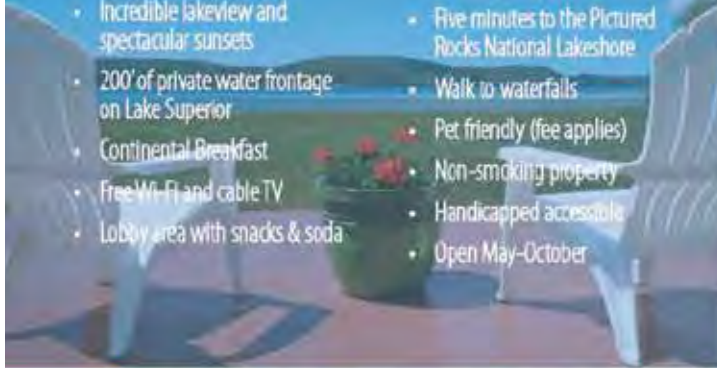 • Incredible lakeview and
spectacular sunsets
• 200' of private water frontage
on Lake Superior
• Continental Breakfast
• Free Wi-Fi and cable TV
• Lobby area with snacks & soda
• Five minutes to the Pictured
Rocks National Lakeshore
• Walk to waterfalls
• Pet friendly (fee applies)
• Non-smoking property
• Handicapped accessible
• Open May-October